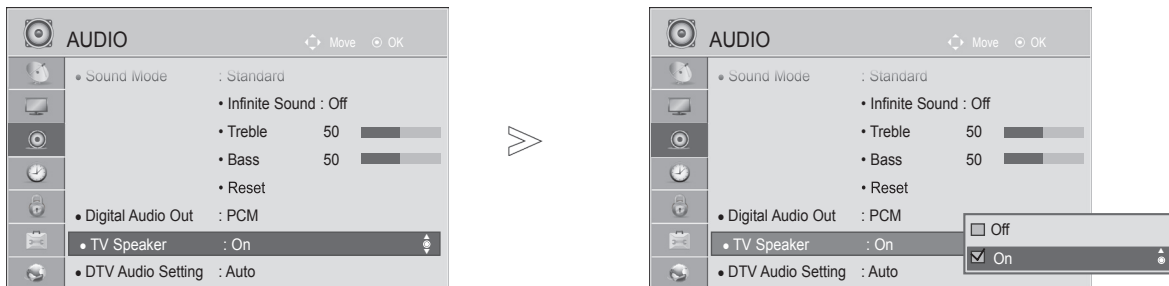 AUDIO
Move
OK
• Sound Mode : Standard
• Infinite Sound : Off
• Treble 50
• Bass 50
• Reset
• Digital Audio Out : PCM
• TV Speaker : On
• DTV Audio Setting : Auto
AUDIO
Move
OK
• Sound Mode : Standard
• Infinite Sound : Off
• Treble 50
• Bass 50
• Reset
• Digital Audio Out : PCM
• TV Speaker : On
• DTV Audio Setting : Auto
Off
On